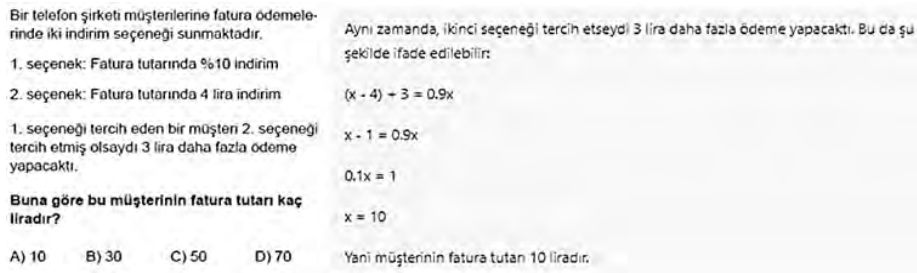 Bir telefon şirketi müşterilerine fatura ödemele-
rinde iki indirim seçeneği sunmaktadır.
1. seçenek: Fatura tutarında %10 indirim
2. seçenek: Fatura tutarında 4 lira indirim
1. seçeneği tercih eden bir müşteri 2. seçeneği
tercih etmiş olsaydı 3 lira daha fazla ödeme
yapacaktı.
Buna göre bu müşterinin fatura tutarı kaç
liradır?
A) 10 B) 30 C) 50 D) 70
Aynı zamanda, ikinci seçeneği tercih etseydi 3 lira daha fazla ödeme yapacaktı. Bu da şu
şekilde ifade edilebilir:
(x - 4) + 3 = 0.9x
x - 1 = 0.9x
0.1x = 1
x = 10
Yani müşterinin fatura tutarı 10 liradır.